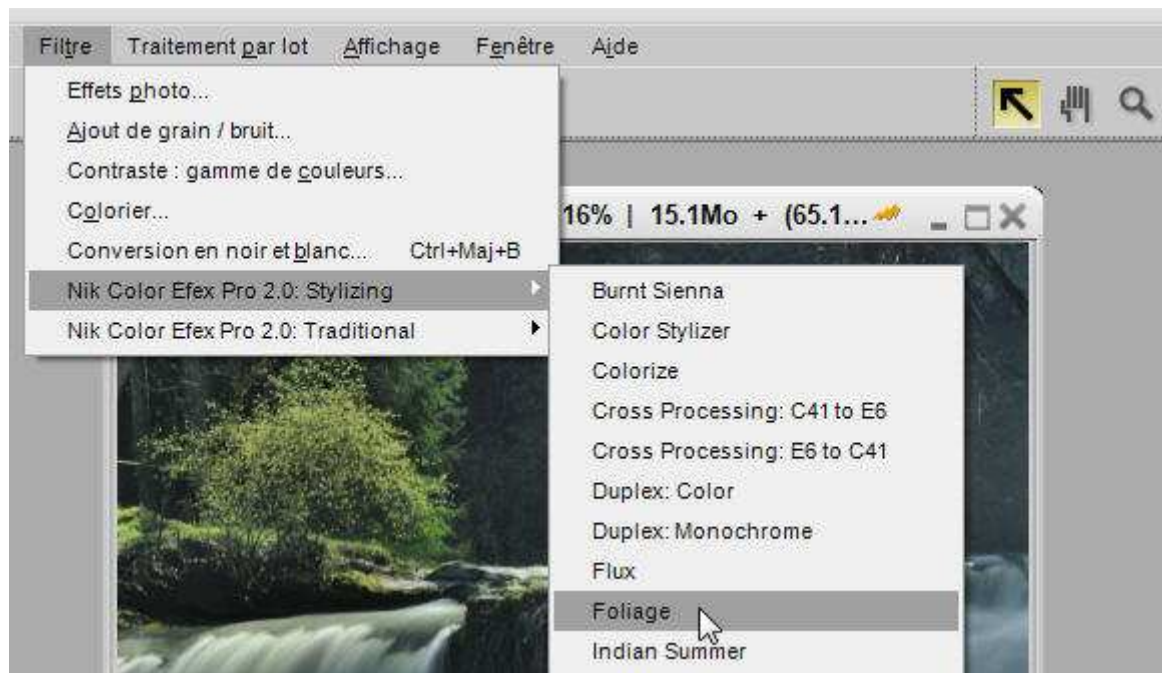 Filtre Traitement par lot Affichage Fenêtre Aide
Effets photo...
Ajout de grain / bruit...
Contraste : gamme de couleurs...
Colorier...
Conversion en noir et blanc... Ctrl+Maj+B
Nik Color Efex Pro 2.0: Stylizing
Nik Color Efex Pro 2.0: Traditional
16% | 15.1Mo + (65.1...
Burnt Sienna
Color Stylizer
Colorize
Cross Processing: C41 to E6
Cross Processing: E6 to C41
Duplex: Color
Duplex: Monochrome
Flux
Foliage
Indian Summer